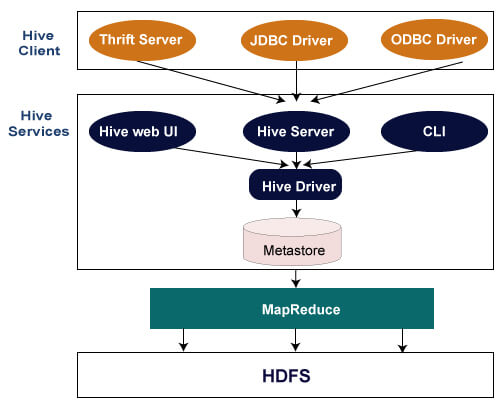 Hive
Client
Thrift Server
JDBC Driver
ODBC Driver
Hive
Services
Hive web UI
Hive Server
CLI
Hive Driver
Metastore
MapReduce
HDFS